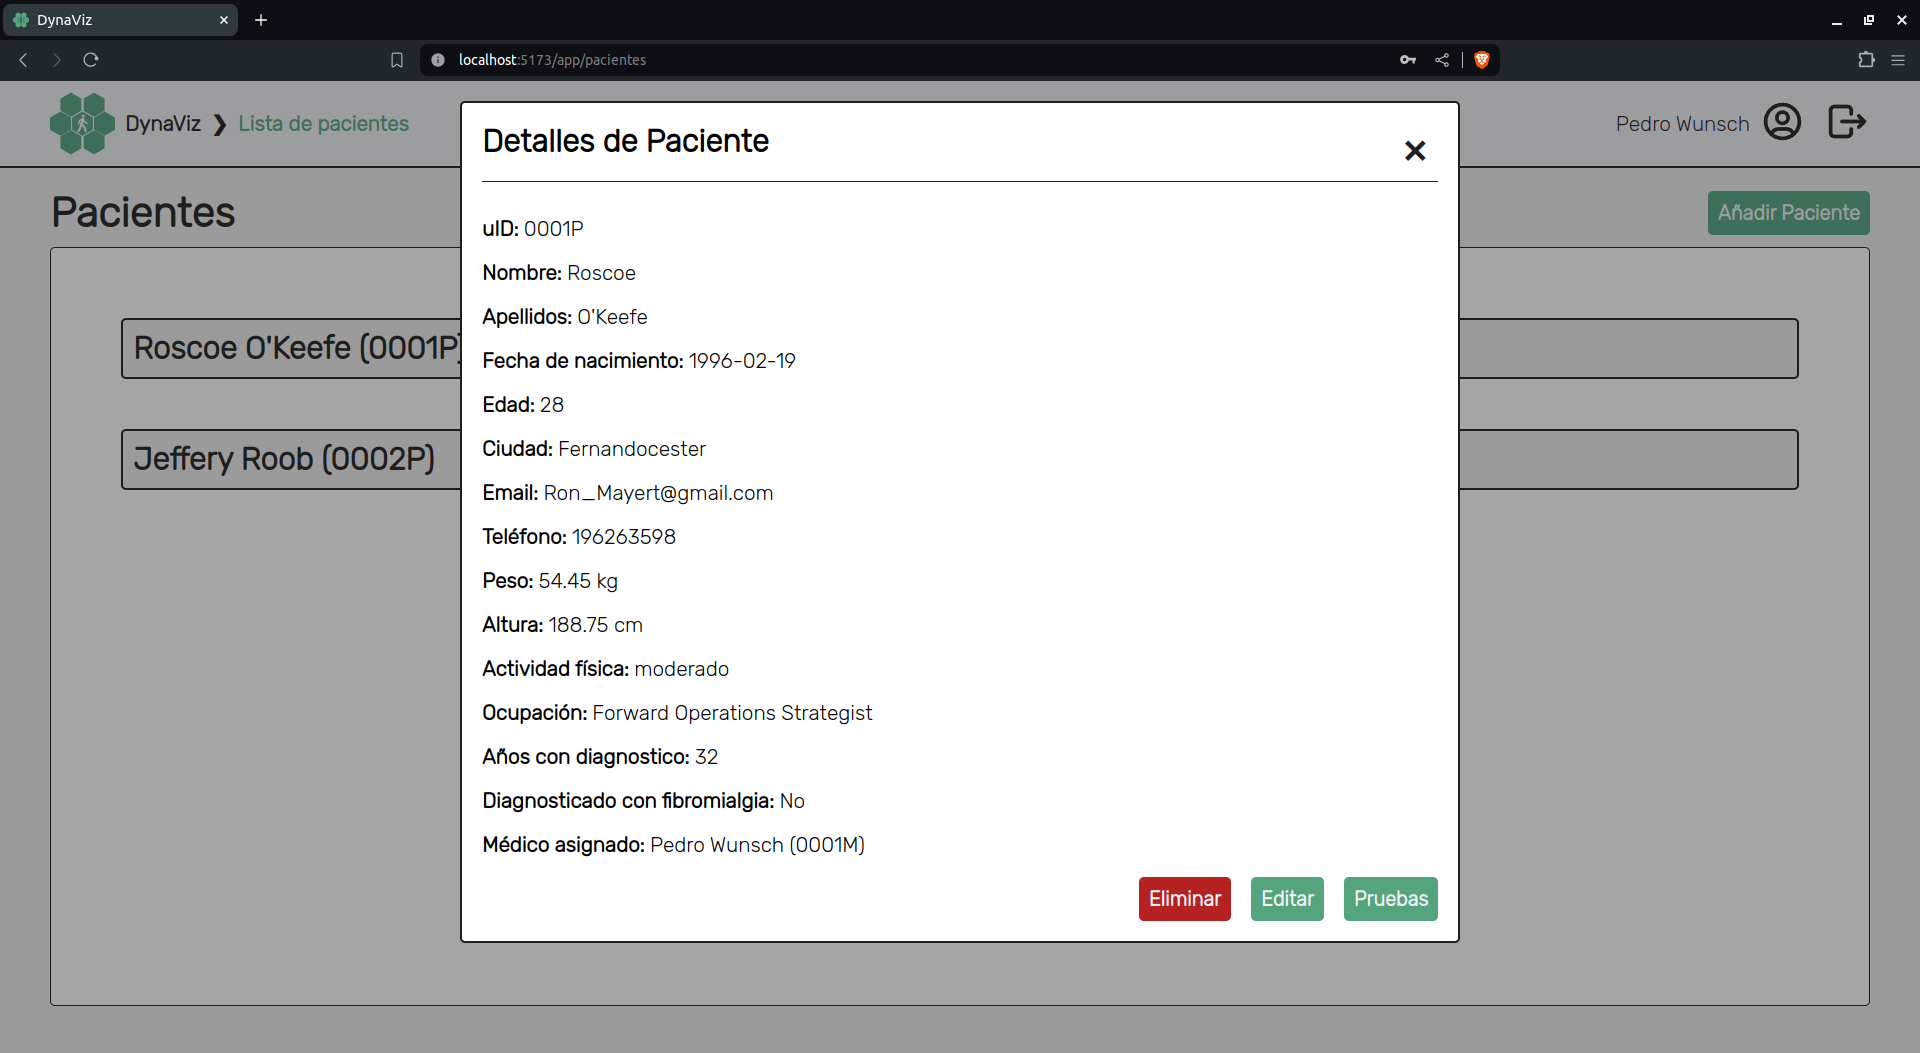 DynaViz
localhost:5173/app/pacientes
DynaViz ❯ Lista de pacientes
Pedro Wunsch
Pacientes
Añadir Paciente
Roscoe O'Keefe (0001P)
Jeffery Roob (0002P)
Detalles de Paciente
uID: 0001P
Nombre: Roscoe
Apellidos: O'Keefe
Fecha de nacimiento: 1996-02-19
Edad: 28
Ciudad: Fernandocester
Email: Ron_Mayert@gmail.com
Teléfono: 196263598
Peso: 54.45 kg
Altura: 188.75 cm
Actividad física: moderado
Ocupación: Forward Operations Strategist
Años con diagnostico: 32
Diagnosticado con fibromialgia: No
Médico asignado: Pedro Wunsch (0001M)
Eliminar
Editar
Pruebas